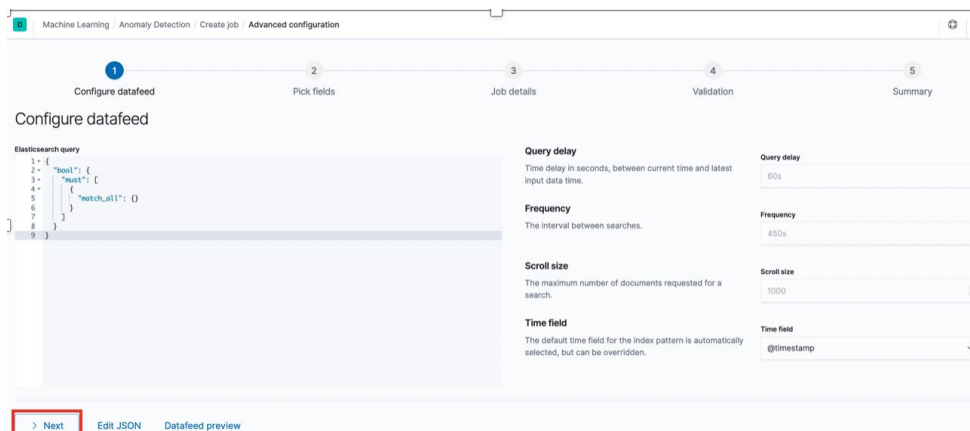 D Machine Learning / Anomaly Detection / Create job / Advanced configuration
1 2 3 4 5
Configure datafeed Pick fields Job details Validation Summary
Configure datafeed
Elasticsearch query
1 {
2 "bool": {
3 "must": [
4 {
5 "match_all": {}
6 }
7 ]
8 }
9 }
Query delay
Time delay in seconds, between current time and latest
input data time.
Query delay
60s
Frequency
The interval between searches.
Frequency
450s
Scroll size
The maximum number of documents requested for a
search.
Scroll size
1000
Time field
The default time field for the index pattern is automatically
selected, but can be overridden.
Time field
@timestamp
> Next Edit JSON Datafeed preview